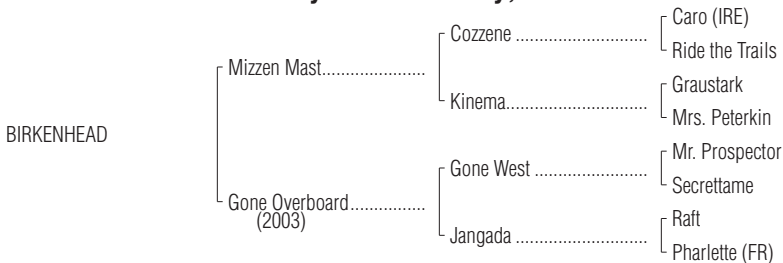 Caro (IRE)
Cozzene
Ride the Trails
Mizzen Mast
Graustark
Kinema
Mrs. Peterkin
BIRKENHEAD
Mr. Prospector
Gone West
Secrettame
Gone Overboard
(2003)
Raft
Jangada
Pharlette (FR)